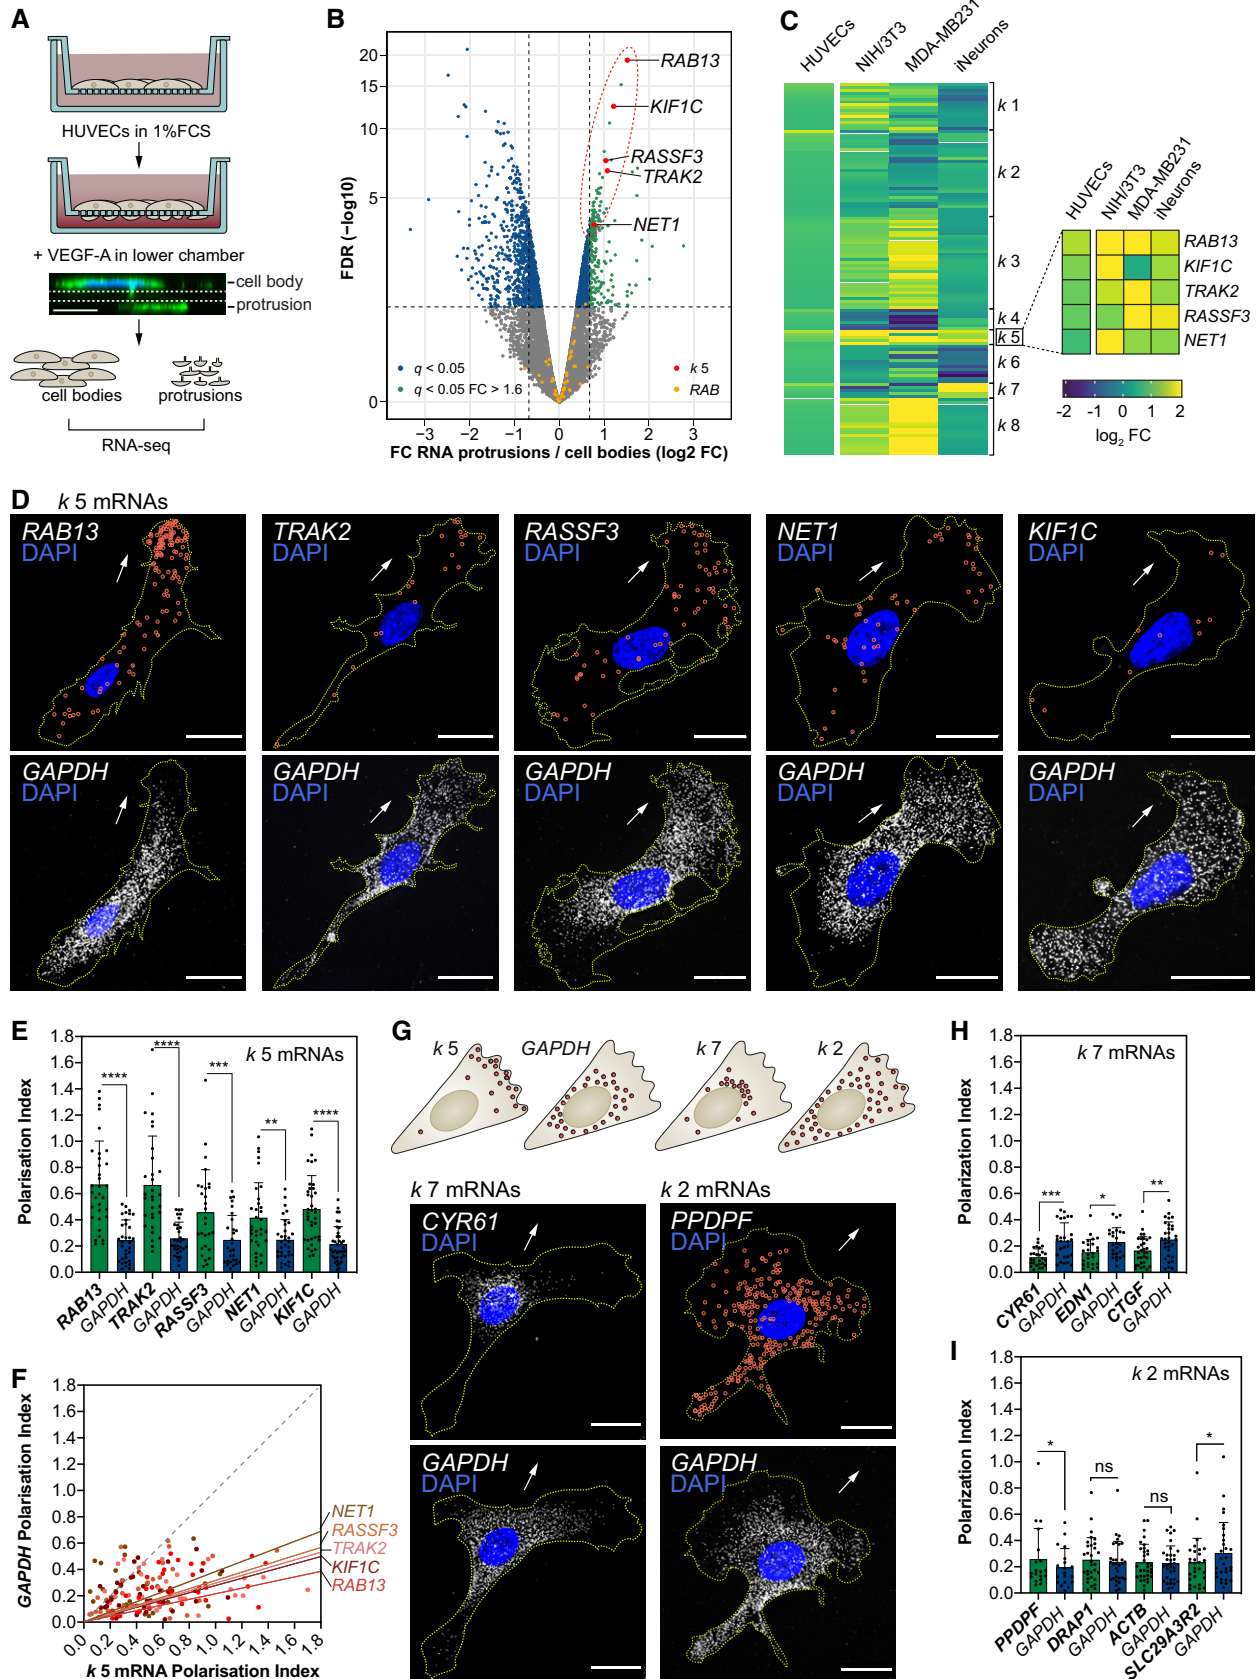 A
HUVECs in 1%FCS
+ VEGF-A in lower chamber
cell body
protrusion
cell bodies
protrusions
RNA-seq
B
FDR (−log10)
20
15
10
5
0
RAB13
KIF1C
RASSF3
TRAK2
NET1
q < 0.05
q < 0.05 FC > 1.6
k 5
RAB
−3
−2
−1
0
1
2
3
FC RNA protrusions / cell bodies (log2 FC)
C
HUVECs
NIH/3T3
MDA-MB231
iNeurons
k 1
k 2
k 3
k 4
k 5
k 6
k 7
k 8
HUVECs
NIH/3T3
MDA-MB231
iNeurons
RAB13
KIF1C
TRAK2
RASSF3
NET1
-2 -1 0 1 2
log2 FC
D
k 5 mRNAs
RAB13
DAPI
TRAK2
DAPI
RASSF3
DAPI
NET1
DAPI
KIF1C
DAPI
GAPDH
DAPI
GAPDH
DAPI
GAPDH
DAPI
GAPDH
DAPI
GAPDH
DAPI
E
k 5 mRNAs
Polarisation Index
1.8
1.6
1.4
1.2
1.0
0.8
0.6
0.4
0.2
0.0
****
****
***
**
****
RAB13
GAPDH
TRAK2
GAPDH
RASSF3
GAPDH
NET1
GAPDH
KIF1C
GAPDH
F
GAPDH Polarisation Index
1.8
1.6
1.4
1.2
1.0
0.8
0.6
0.4
0.2
0.0
NET1
RASSF3
TRAK2
KIF1C
RAB13
0.0
0.2
0.4
0.6
0.8
1.0
1.2
1.4
1.6
1.8
k 5 mRNA Polarisation Index
G
k 5
GAPDH
k 7
k 2
k 7 mRNAs
k 2 mRNAs
CYR61
DAPI
PPDPF
DAPI
GAPDH
DAPI
GAPDH
DAPI
H
k 7 mRNAs
Polarization Index
1.8
1.6
1.4
1.2
1.0
0.8
0.6
0.4
0.2
0.0
***
*
**
CYR61
GAPDH
EDN1
GAPDH
CTGF
GAPDH
I
k 2 mRNAs
Polarization Index
1.8
1.6
1.4
1.2
1.0
0.8
0.6
0.4
0.2
0.0
*
ns
ns
*
PPDPF
GAPDH
DRAP1
GAPDH
ACTB
GAPDH
SLC29A3R2
GAPDH